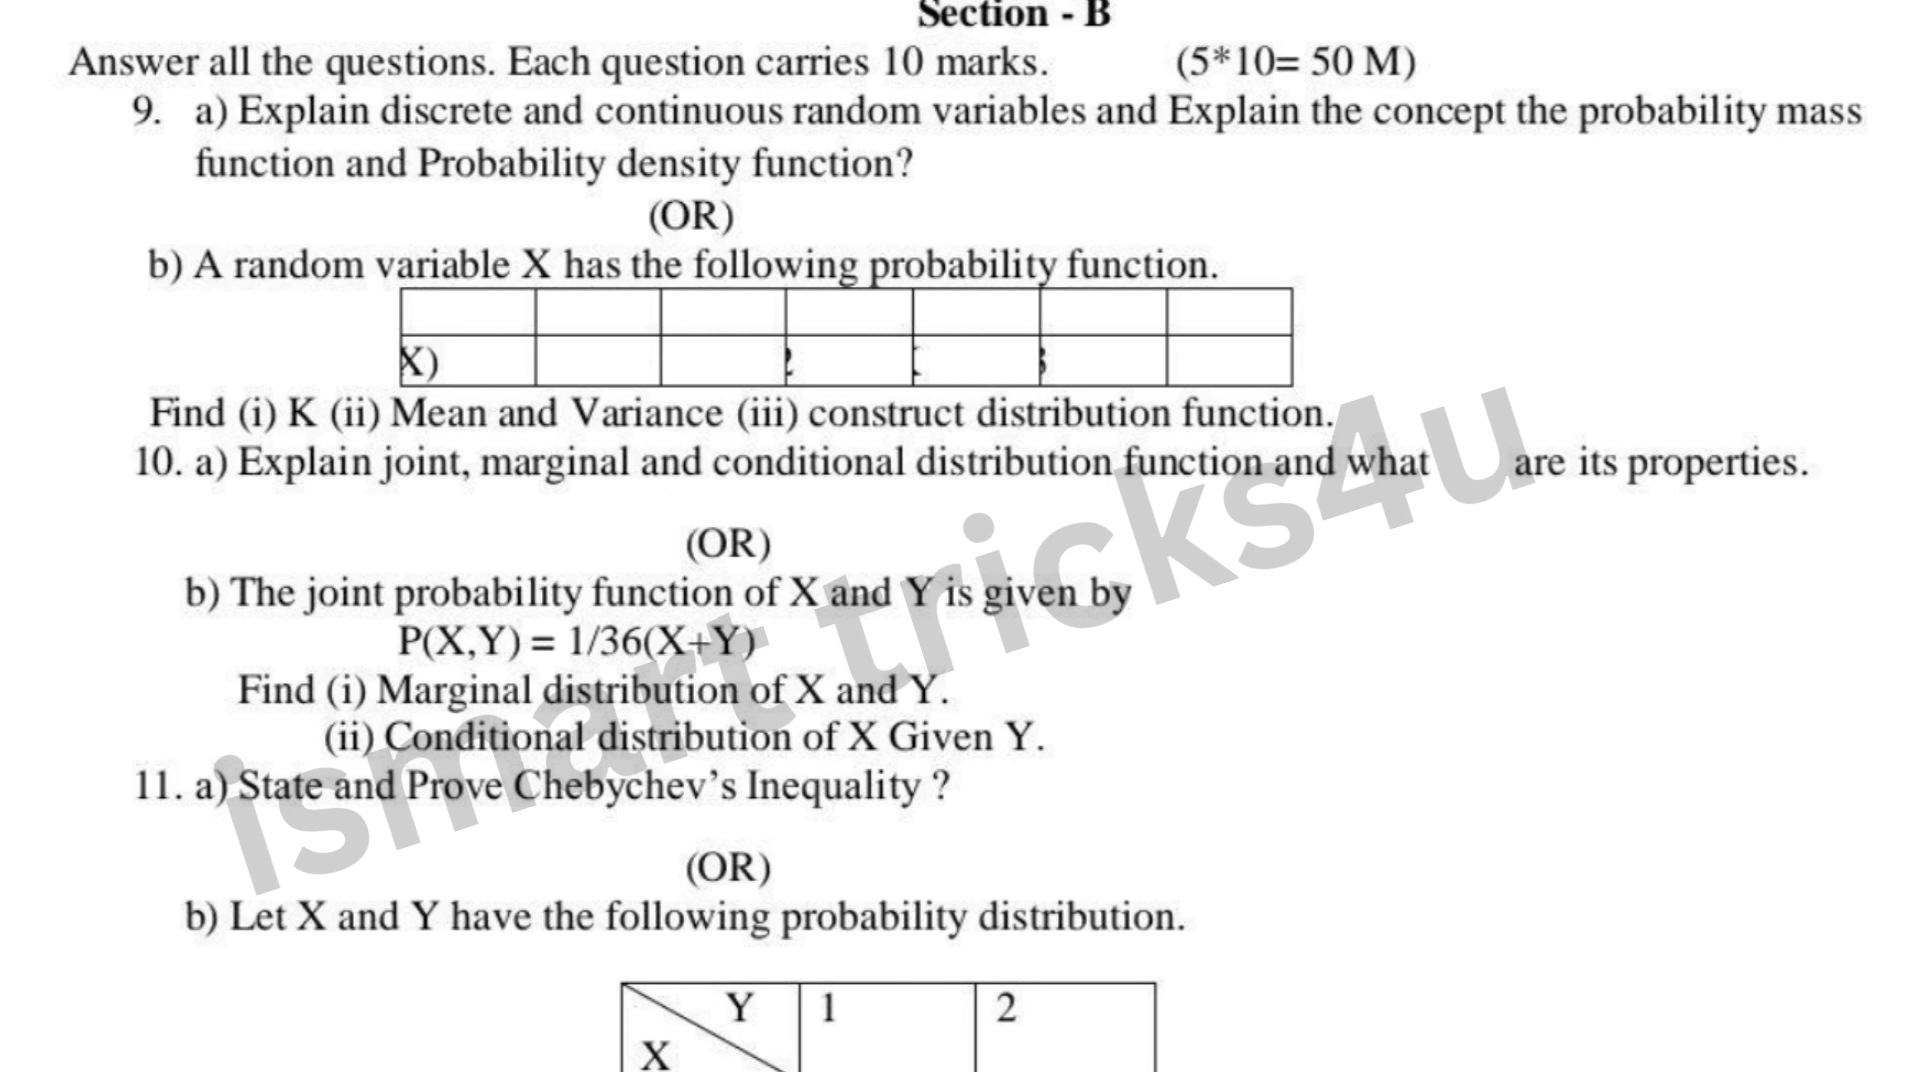 Section - B
Answer all the questions. Each question carries 10 marks. (5*10= 50 M)
9. a) Explain discrete and continuous random variables and Explain the concept the probability mass
function and Probability density function?
(OR)
b) A random variable X has the following probability function.
X)
Find (i) K (ii) Mean and Variance (iii) construct distribution function.
10. a) Explain joint, marginal and conditional distribution function and what are its properties.
(OR)
b) The joint probability function of X and Y is given by
P(X,Y) = 1/36(X+Y)
Find (i) Marginal distribution of X and Y.
(ii) Conditional distribution of X Given Y.
11. a) State and Prove Chebychev's Inequality ?
(OR)
b) Let X and Y have the following probability distribution.
Y 1 2
X
ismart tricks4u